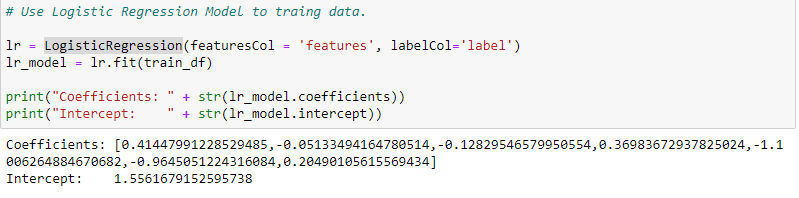 # Use Logistic Regression Model to traing data.
lr = LogisticRegression(featuresCol = 'features', labelCol='label')
lr_model = lr.fit(train_df)
print("Coefficients: " + str(lr_model.coefficients))
print("Intercept:    " + str(lr_model.intercept))
Coefficients: [0.41447991228529485,-0.05133494164780514,-0.12829546579950554,0.36983672937825024,-1.1
006264884670682,-0.9645051224316084,0.20490105615569434]
Intercept:    1.5561679152595738